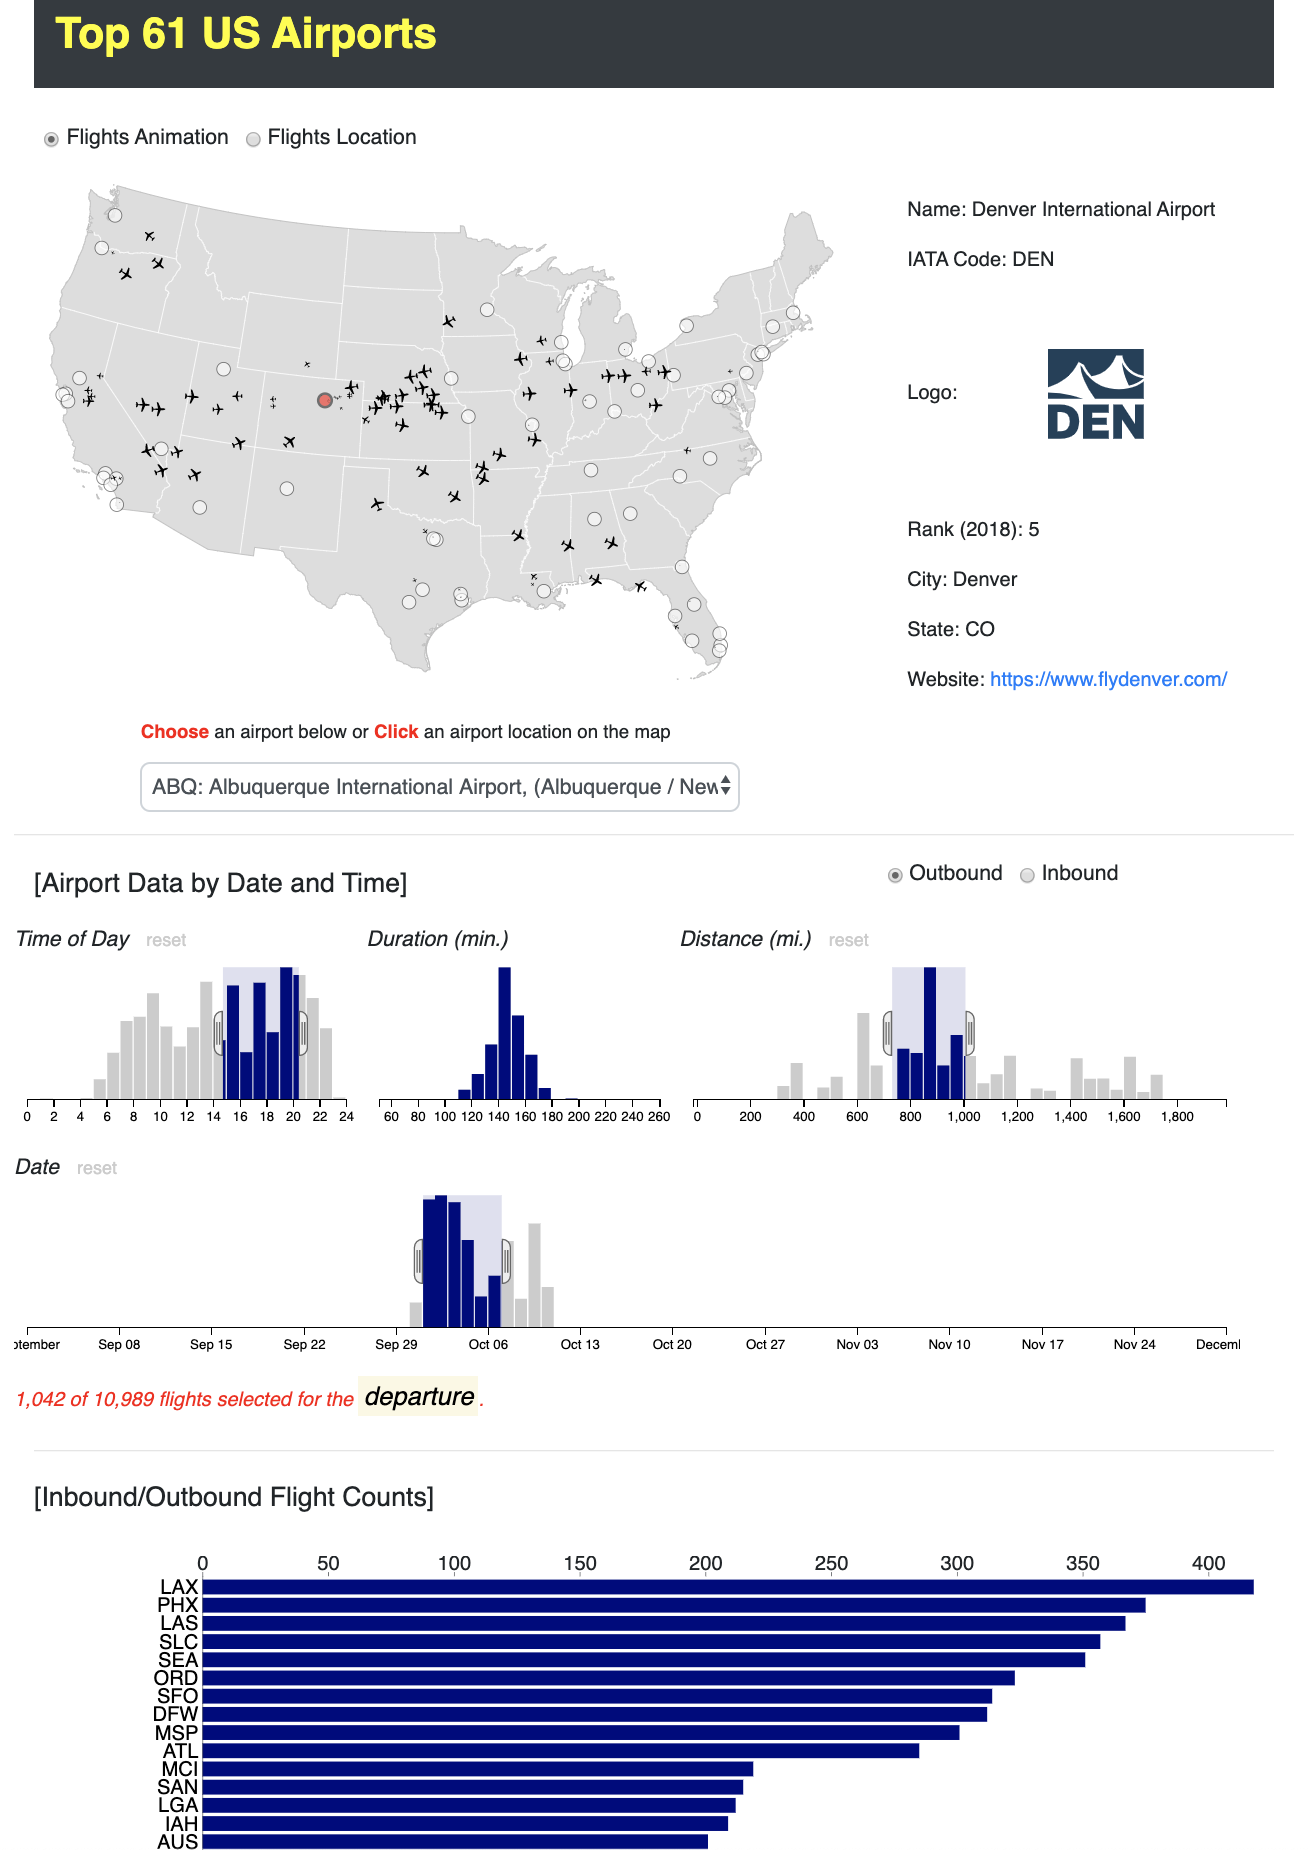 Top 61 US Airports
Flights Animation Flights Location
Name: Denver International Airport
IATA Code: DEN
Logo:
DEN
Rank (2018): 5
City: Denver
State: CO
Website: https://www.flydenver.com/
Choose an airport below or Click an airport location on the map
ABQ: Albuquerque International Airport, (Albuquerque / New
[Airport Data by Date and Time]
Outbound Inbound
Time of Day reset
Duration (min.)
Distance (mi.) reset
0 2 4 6 8 10 12 14 16 18 20 22 24
60 80 100 120 140 160 180 200 220 240 260
0 200 400 600 800 1,000 1,200 1,400 1,600 1,800
Date reset
ptember Sep 08 Sep 15 Sep 22 Sep 29 Oct 06 Oct 13 Oct 20 Oct 27 Nov 03 Nov 10 Nov 17 Nov 24 Decem
1,042 of 10,989 flights selected for the departure.
[Inbound/Outbound Flight Counts]
0 50 100 150 200 250 300 350 400
LAX
PHX
LAS
SLC
SEA
ORD
SFO
DFW
MSP
ATL
MCI
SAN
LGA
IAH
AUS